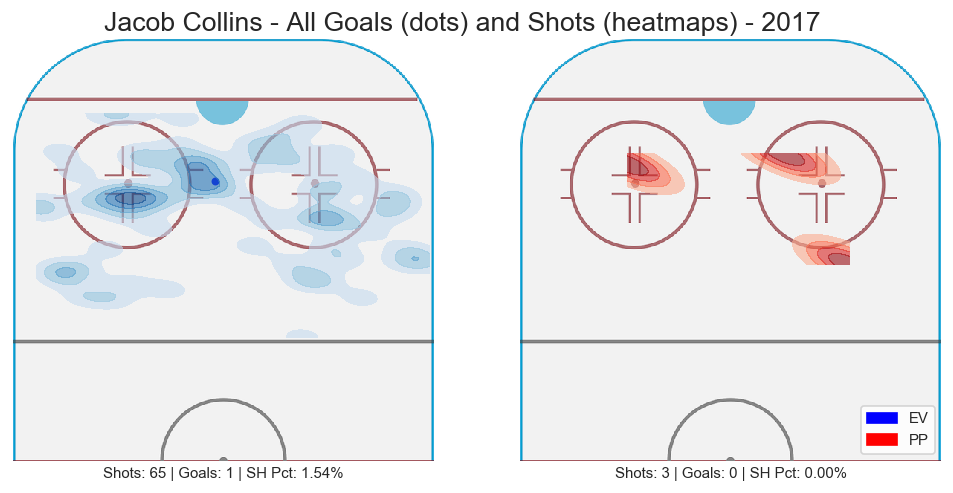 Jacob Collins - All Goals (dots) and Shots (heatmaps) - 2017
EV
PP
Shots: 65 | Goals: 1 | SH Pct: 1.54%
Shots: 3 | Goals: 0 | SH Pct: 0.00%